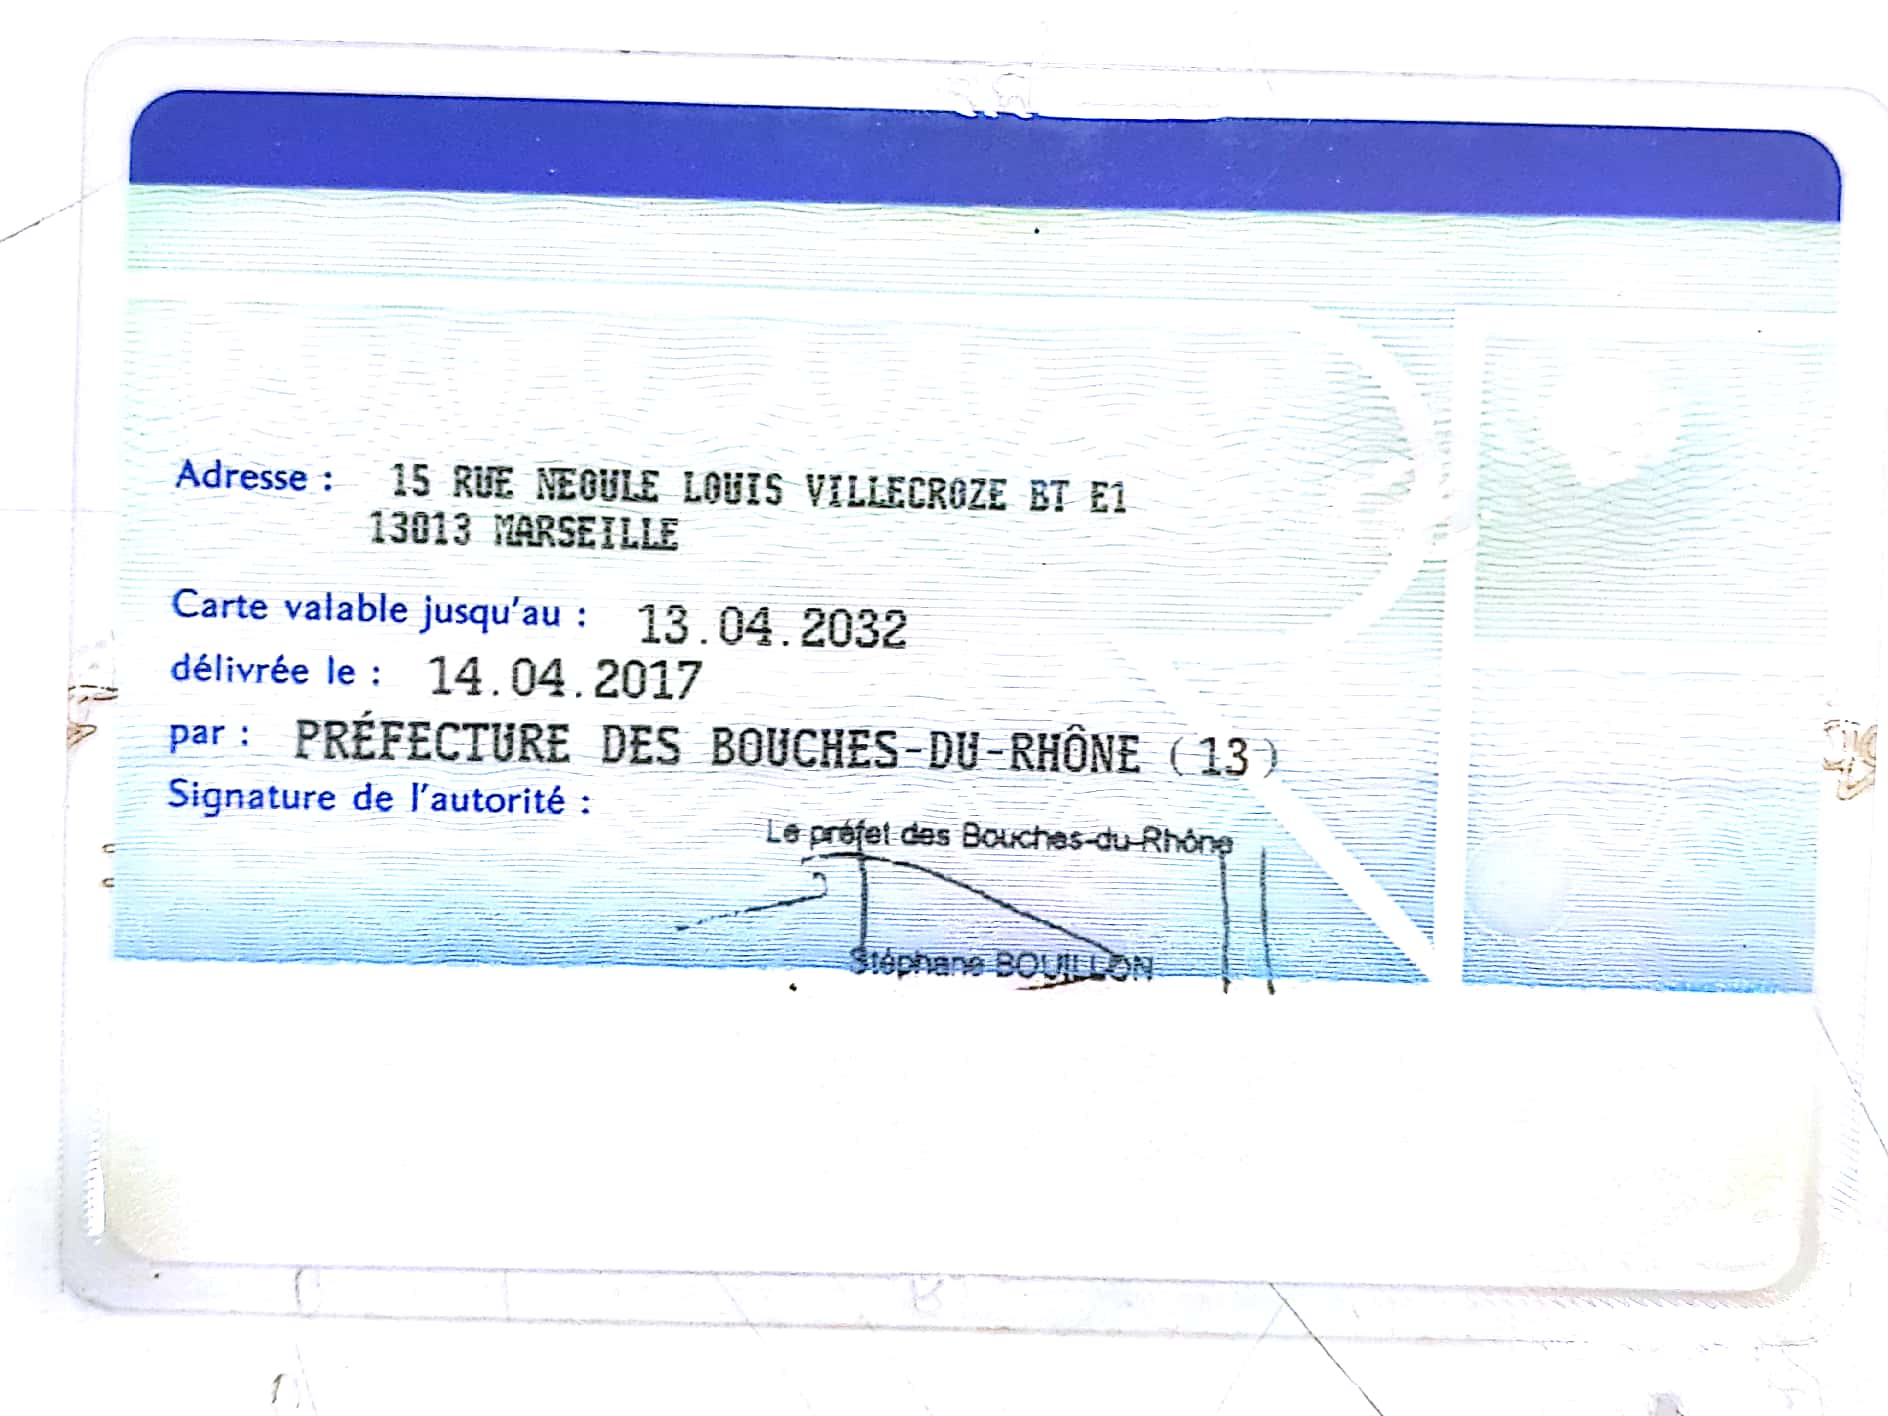 Adresse : 15 RUE NEOULE LOUIS VILLECROZE BT E1
13013 MARSEILLE
Carte valable jusqu'au : 13.04.2032
délivrée le : 14.04.2017
par : PRÉFECTURE DES BOUCHES-DU-RHÔNE (13)
Signature de l'autorité :
Le préfet des Bouches-du-Rhône
Stéphane BOUILLON